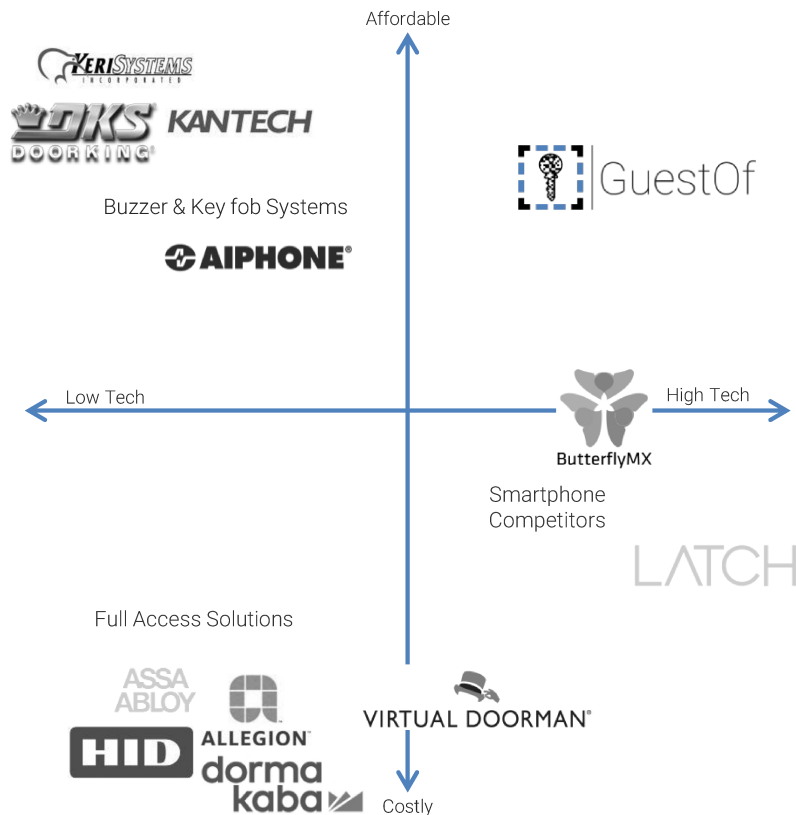 Affordable
KERISYSTEMS
INCORPORATED
DKS
DOORKING®
KANTECH
GuestOf
Buzzer & Key fob Systems
AIPHONE®
Low Tech
High Tech
ButterflyMX
Smartphone
Competitors
LATCH
Full Access Solutions
ASSA
ABLOY
HID
ALLEGION™
dorma
kaba
VIRTUAL DOORMAN®
Costly